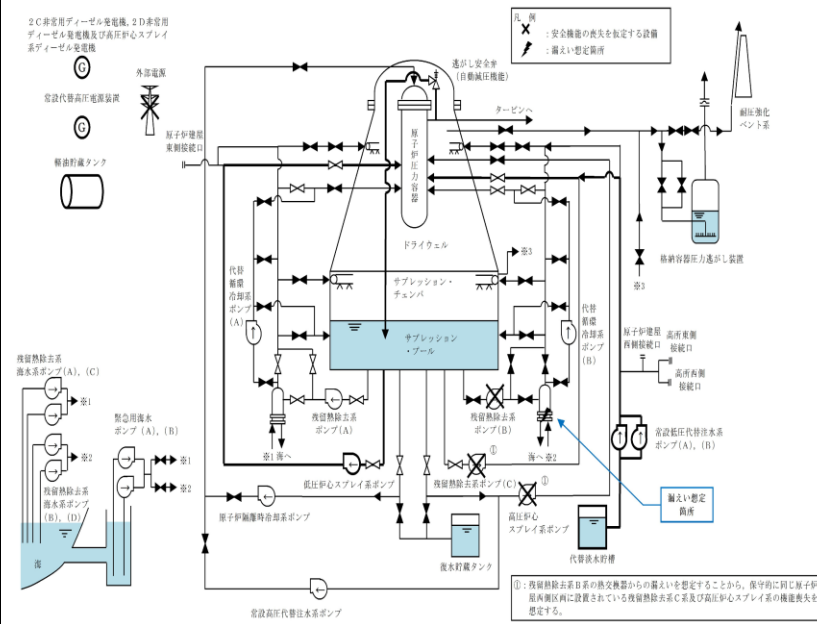 2C非常用ディーゼル発電機,2D非常用
ディーゼル発電機及び高圧炉心スプレイ
系ディーゼル発電機
G
外部電源
常設代替高圧電源装置
G
軽油貯蔵タンク
凡 例
:安全機能の喪失を仮定する設備
:漏えい想定箇所
逃がし安全弁
(自動減圧機能)
タービンへ
耐圧強化
ベント系
原子炉建屋
東側接続口
原子炉圧力容器
ドライウェル
格納容器圧力逃がし装置
※3
※3
サプレッション・
チェンバ
サプレッション
・プール
代替
循環
冷却系
ポンプ
(A)
代替
循環
冷却系
ポンプ
(B)
原子炉建屋
西側接続口
高所東側
接続口
高所西側
接続口
残留熱除去系
海水系ポンプ(A),(C)
※1
※2
残留熱除去系
海水系ポンプ
(B),(D)
緊急用海水
ポンプ(A),(B)
※1
※2
海
残留熱除去系
ポンプ(A)
残留熱除去系
ポンプ(B)
※1 海へ
海へ ※2
常設低圧代替注水系
ポンプ(A),(B)
低圧炉心スプレイ系ポンプ
残留熱除去系ポンプ(C)
①
①
漏えい想定
箇所
原子炉隔離時冷却系ポンプ
高圧炉心
スプレイ系ポンプ
復水貯蔵タンク
代替淡水貯槽
常設高圧代替注水系ポンプ
①:残留熱除去系B系の熱交換器からの漏えいを想定することから,保守的に同じ原子炉
屋西側区画に設置されている残留熱除去系C系及び高圧炉心スプレイ系の機能喪失を
想定する。